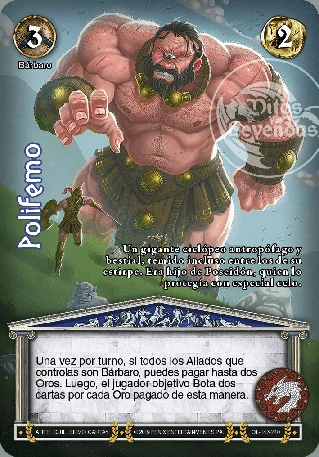 3
2
Bárbaro
Mitos
Leyendas
Polifemo
Un gigante ciclópeo antropófago y
bestial, temido incluso entre los de su
estirpe. Era hijo de Poseidón, quien lo
protegía con especial celo.
Una vez por turno, si todos los Aliados que
controlas son Bárbaro, puedes pagar hasta dos
Oros. Luego, el jugador objetivo Bota dos
cartas por cada Oro pagado de esta manera.